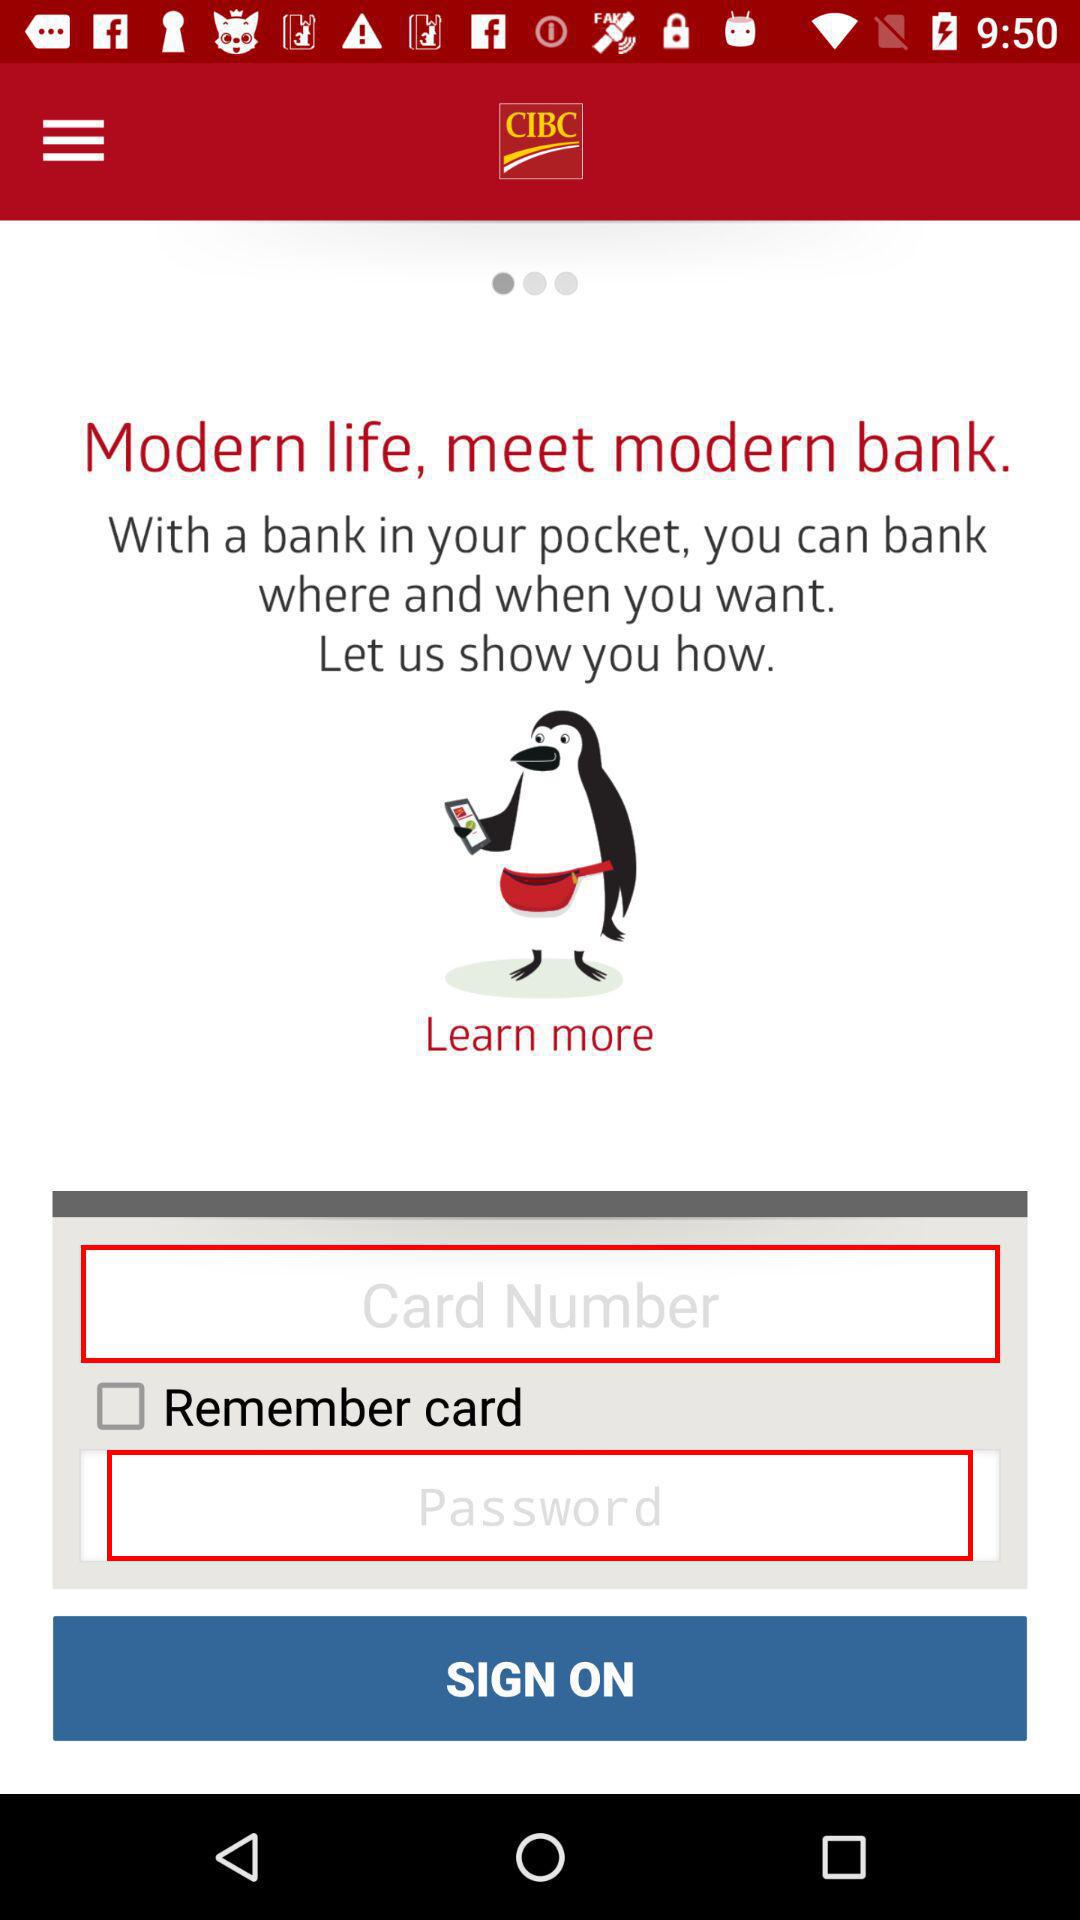 FAKE
9:50
CIBC
Modern life, meet modern bank.
With a bank in your pocket, you can bank
where and when you want.
Let us show you how.
Learn more
Card Number
Remember card
Password
SIGN ON